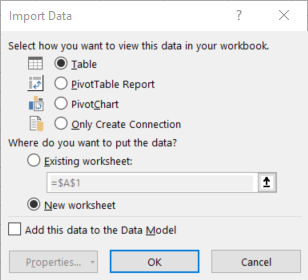 Import Data
?
Select how you want to view this data in your workbook.
Table
PivotTable Report
PivotChart
Only Create Connection
Where do you want to put the data?
Existing worksheet:
=$A$1
New worksheet
Add this data to the Data Model
Properties...
OK
Cancel